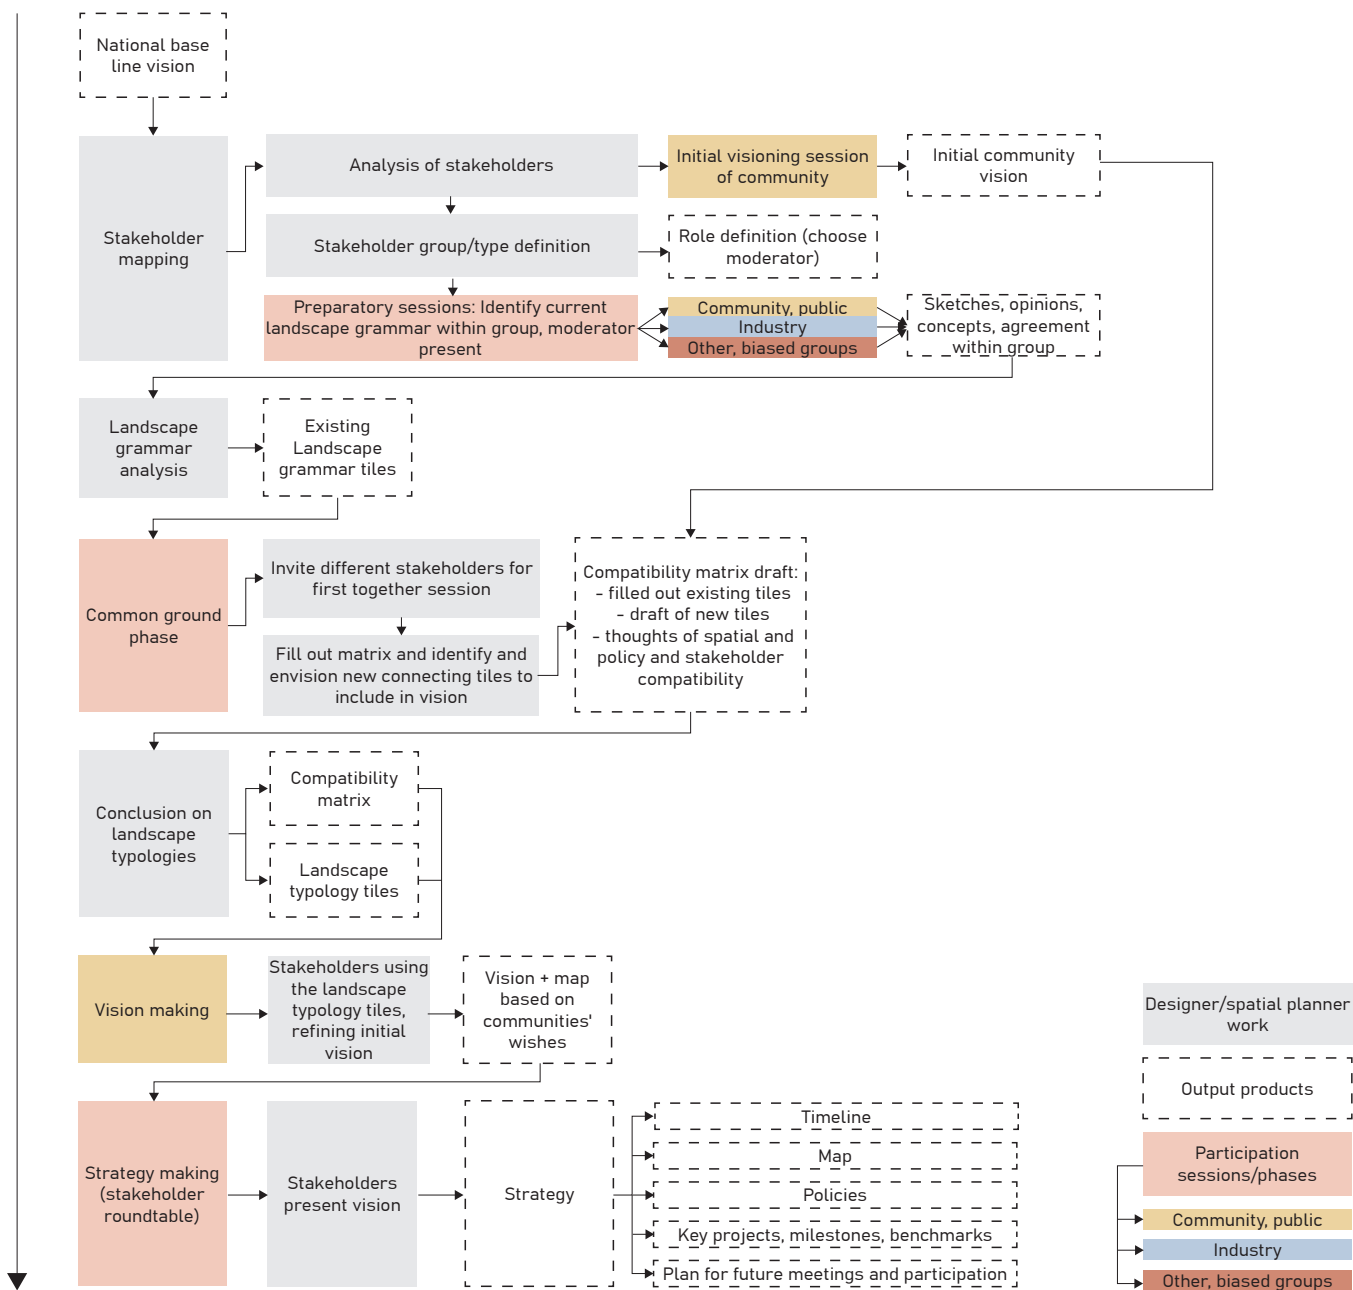 National base
line vision
Stakeholder
mapping
Analysis of stakeholders
Initial visioning session
of community
Initial community
vision
Stakeholder group/type definition
Role definition (choose
moderator)
Preparatory sessions: Identify current
landscape grammar within group, moderator
present
Community, public
Industry
Other, biased groups
Sketches, opinions,
concepts, agreement
within group
Landscape
grammar
analysis
Existing
Landscape
grammar tiles
Common ground
phase
Invite different stakeholders for
first together session
Fill out matrix and identify and
envision new connecting tiles to
include in vision
Compatibility matrix draft:
- filled out existing tiles
- draft of new tiles
- thoughts of spatial and
policy and stakeholder
compatibility
Conclusion on
landscape
typologies
Compatibility
matrix
Landscape
typology tiles
Vision making
Stakeholders using
the landscape
typology tiles,
refining initial
vision
Vision + map
based on
communities'
wishes
Strategy making
(stakeholder
roundtable)
Stakeholders
present vision
Strategy
Timeline
Map
Policies
Key projects, milestones, benchmarks
Plan for future meetings and participation
Designer/spatial planner
work
Output products
Participation
sessions/phases
Community, public
Industry
Other, biased groups